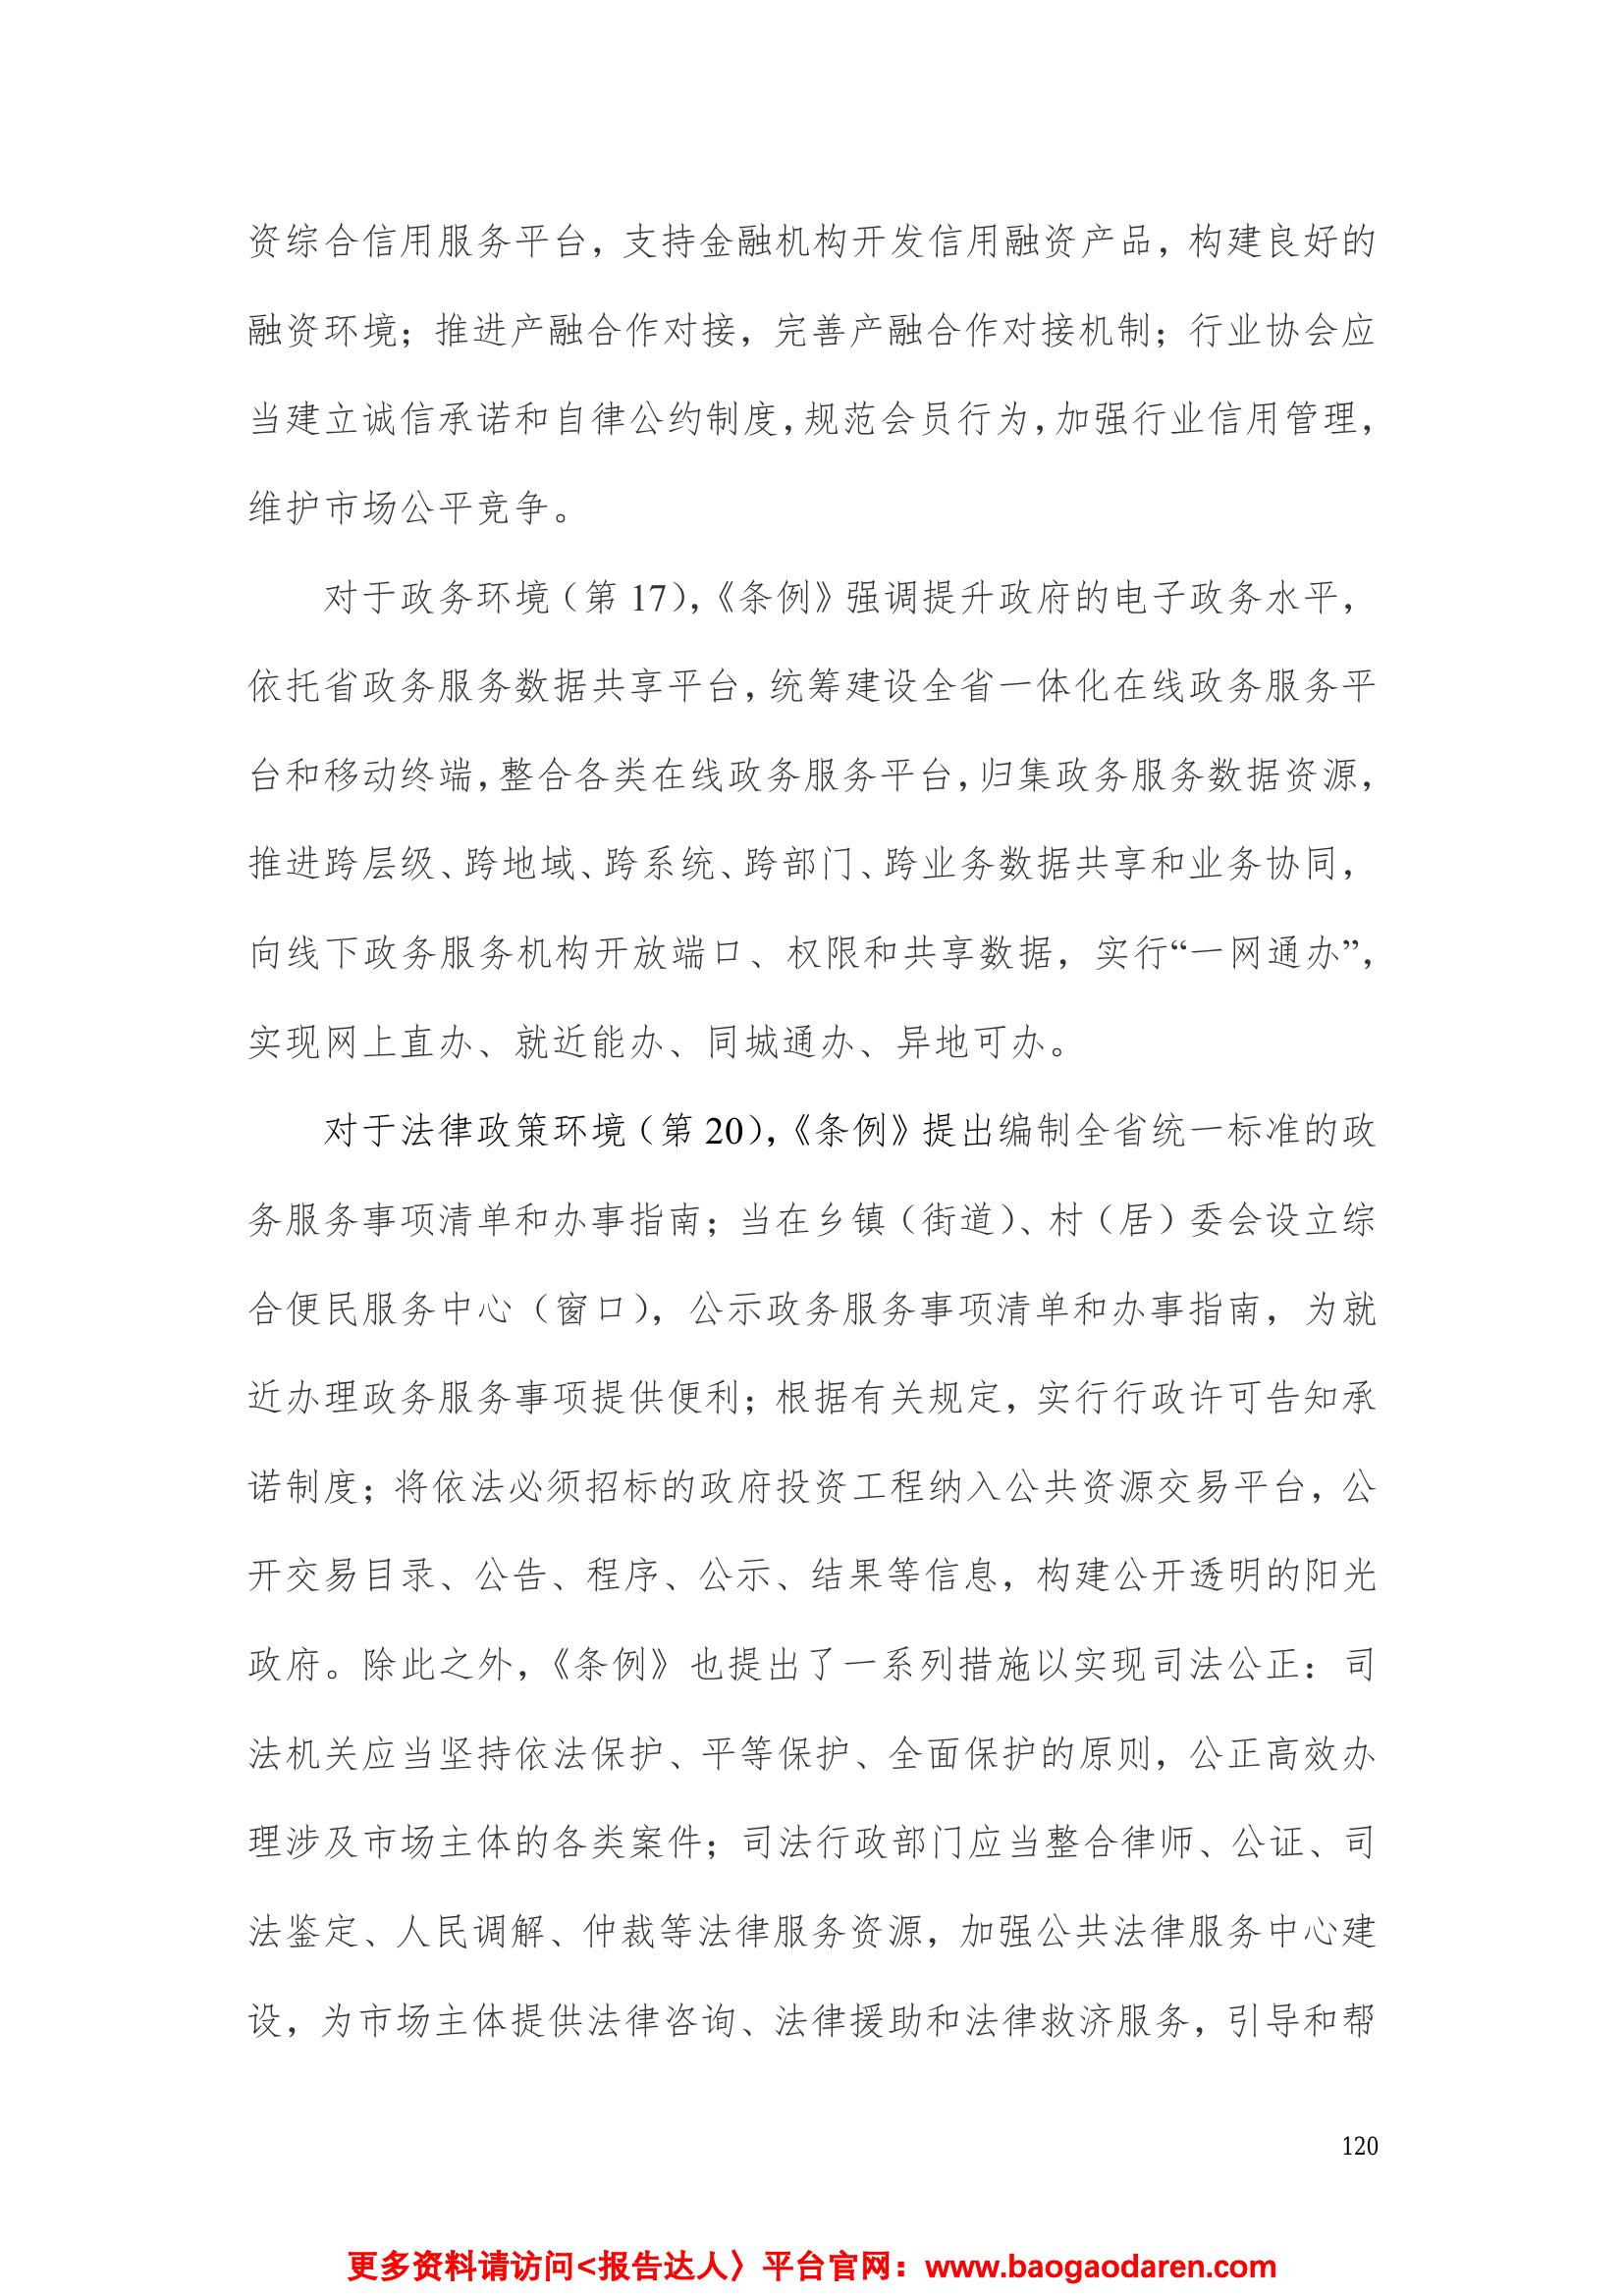 资综合信用服务平台，支持金融机构开发信用融资产品，构建良好的
融资环境；推进产融合作对接，完善产融合作对接机制；行业协会应
当建立诚信承诺和自律公约制度，规范会员行为，加强行业信用管理，
维护市场公平竞争。
对于政务环境（第 17），《条例》强调提升政府的电子政务水平，
依托省政务服务数据共享平台，统筹建设全省一体化在线政务服务平
台和移动终端，整合各类在线政务服务平台，归集政务服务数据资源，
推进跨层级、跨地域、跨系统、跨部门、跨业务数据共享和业务协同，
向线下政务服务机构开放端口、权限和共享数据，实行“一网通办”，
实现网上直办、就近能办、同城通办、异地可办。
对于法律政策环境（第 20），《条例》提出编制全省统一标准的政
务服务事项清单和办事指南；当在乡镇（街道）、村（居）委会设立综
合便民服务中心（窗口），公示政务服务事项清单和办事指南，为就
近办理政务服务事项提供便利；根据有关规定，实行行政许可告知承
诺制度；将依法必须招标的政府投资工程纳入公共资源交易平台，公
开交易目录、公告、程序、公示、结果等信息，构建公开透明的阳光
政府。除此之外，《条例》也提出了一系列措施以实现司法公正：司
法机关应当坚持依法保护、平等保护、全面保护的原则，公正高效办
理涉及市场主体的各类案件；司法行政部门应当整合律师、公证、司
法鉴定、人民调解、仲裁等法律服务资源，加强公共法律服务中心建
设，为市场主体提供法律咨询、法律援助和法律救济服务，引导和帮
120
更多资料请访问<报告达人〉平台官网：www.baogaodaren.com